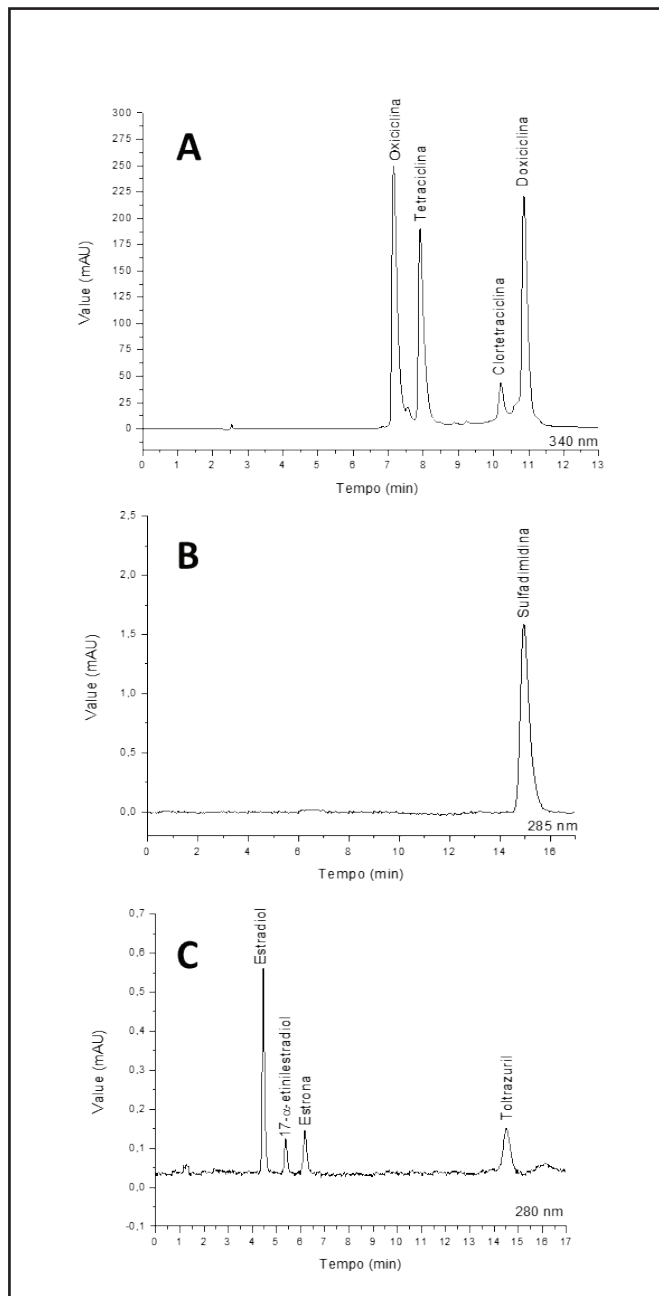 A
Oxiciclina
Tetraciclina
Clortetraciclina
Doxiciclina
Value (mAU)
300
275
250
225
200
175
150
125
100
75
50
25
0
340 nm
0 1 2 3 4 5 6 7 8 9 10 11 12 13
Tempo (min)
B
Sulfadimidina
Value (mAU)
2,5
2,0
1,5
1,0
0,5
0,0
285 nm
0 2 4 6 8 10 12 14 16
Tempo (min)
C
Estradiol
17-α-etinilestradiol
Estrona
Toltrazuril
Value (mAU)
0,7
0,6
0,5
0,4
0,3
0,2
0,1
0,0
-0,1
280 nm
0 1 2 3 4 5 6 7 8 9 10 11 12 13 14 15 16 17
Tempo (min)